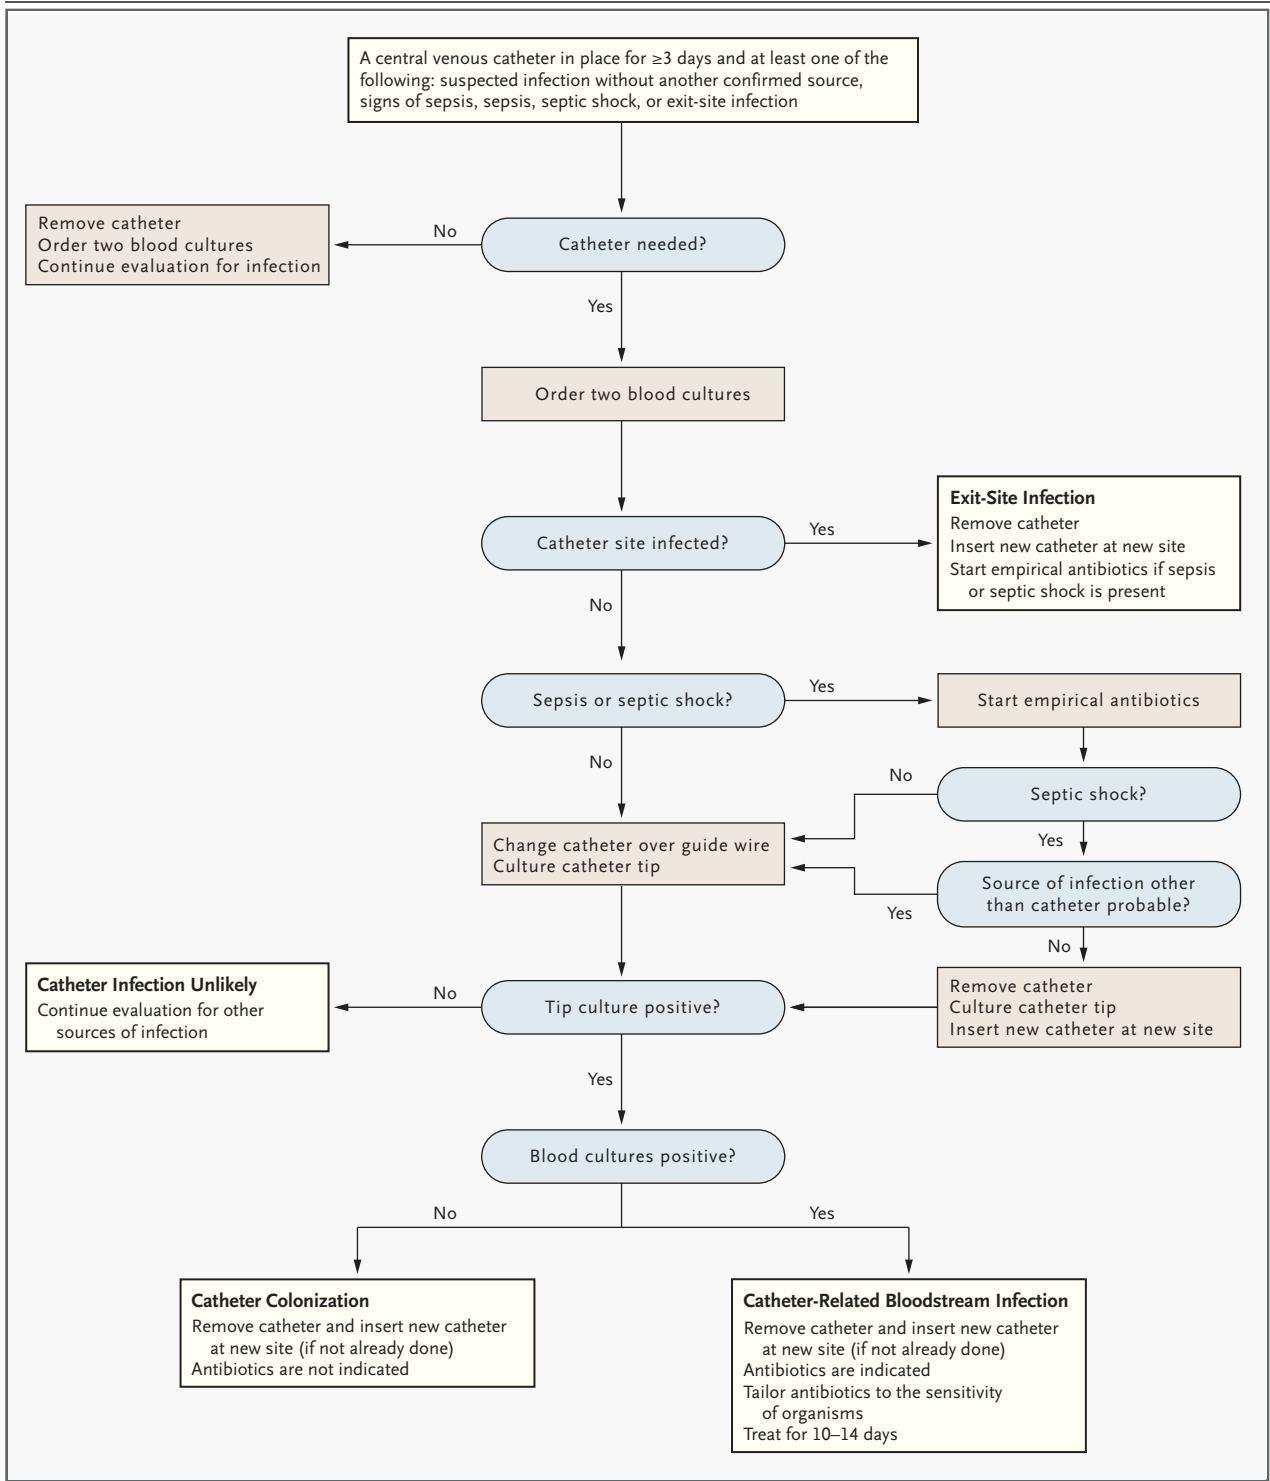 A central venous catheter in place for ≥3 days and at least one of the
following: suspected infection without another confirmed source,
signs of sepsis, sepsis, septic shock, or exit-site infection
Remove catheter
Order two blood cultures
Continue evaluation for infection
No
Catheter needed?
Yes
Order two blood cultures
Catheter site infected?
Yes
Exit-Site Infection
Remove catheter
Insert new catheter at new site
Start empirical antibiotics if sepsis
or septic shock is present
No
Sepsis or septic shock?
Yes
Start empirical antibiotics
No
No
Septic shock?
Yes
Change catheter over guide wire
Culture catheter tip
Source of infection other
than catheter probable?
Yes
No
Catheter Infection Unlikely
Continue evaluation for other
sources of infection
No
Tip culture positive?
Remove catheter
Culture catheter tip
Insert new catheter at new site
Yes
Blood cultures positive?
No
Yes
Catheter Colonization
Remove catheter and insert new catheter
at new site (if not already done)
Antibiotics are not indicated
Catheter-Related Bloodstream Infection
Remove catheter and insert new catheter
at new site (if not already done)
Antibiotics are indicated
Tailor antibiotics to the sensitivity
of organisms
Treat for 10–14 days